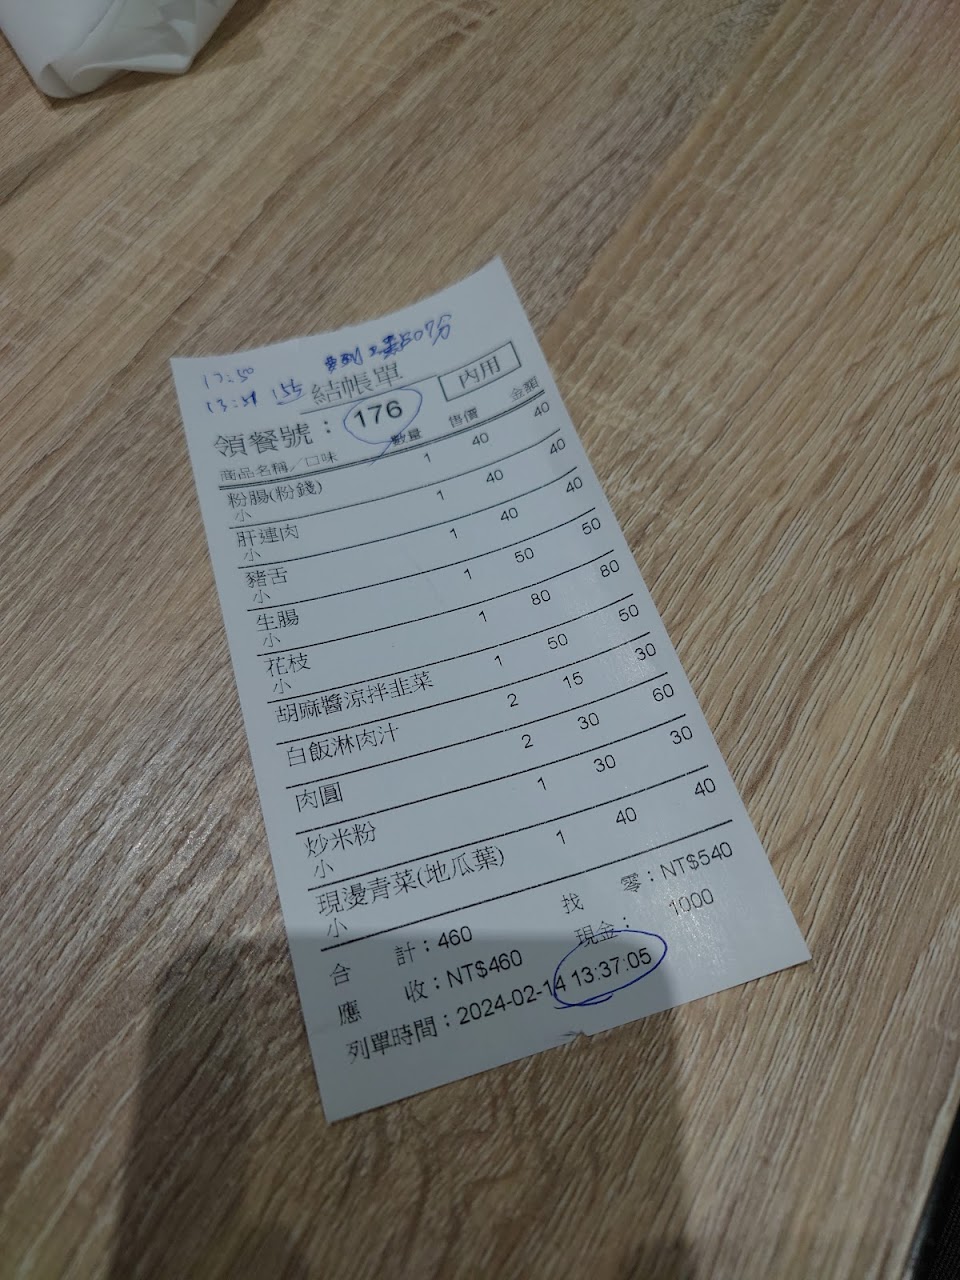 13:50
13:59 155
結帳單
內用
領餐號：176
商品名稱／口味 數量 售價 金額
粉腸(粉錢) 1 40 40
小
肝連肉 1 40 40
小
豬舌 1 40 40
小
生腸 1 50 50
小
花枝 1 80 80
小
胡麻醬涼拌韭菜 1 50 50
白飯淋肉汁 2 15 30
肉圓 2 30 60
炒米粉 1 30 30
小
現燙青菜(地瓜葉) 1 40 40
小
合計：460 找零：NT$540
應收：NT$460 現金：1000
列單時間：2024-02-14 13:37:05